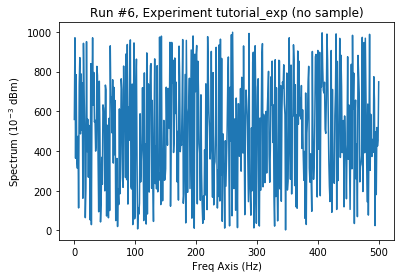 Run #6, Experiment tutorial_exp (no sample)
1000
800
600
400
200
0
Spectrum (10⁻³ dBm)
0 100 200 300 400 500
Freq Axis (Hz)